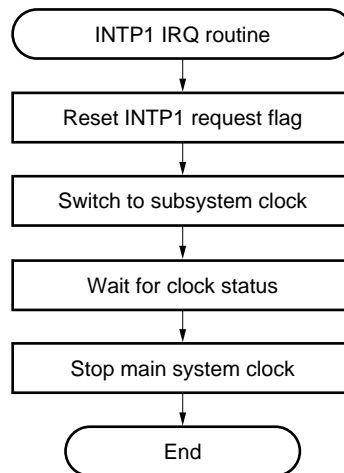 INTP1 IRQ routine
Reset INTP1 request flag
Switch to subsystem clock
Wait for clock status
Stop main system clock
End